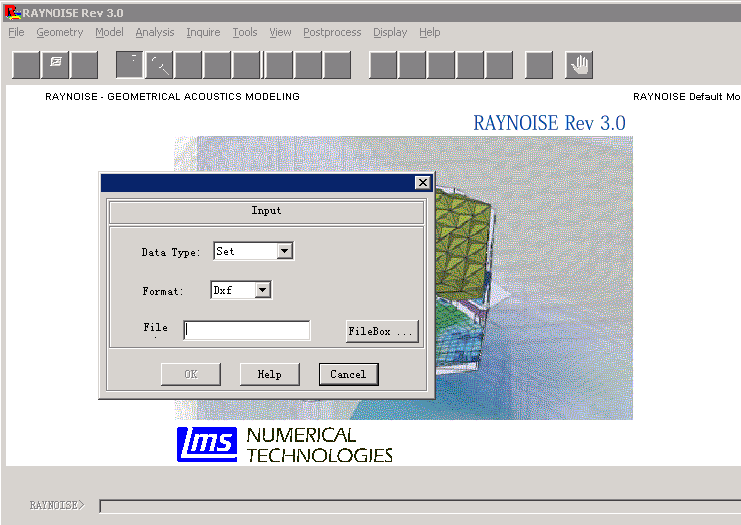 RAYNOISE Rev 3.0
File Geometry Model Analysis Inquire Tools View Postprocess Display Help
RAYNOISE - GEOMETRICAL ACOUSTICS MODELING RAYNOISE Default Mo
RAYNOISE Rev 3.0
Input
Data Type: Set
Format: Dxf
File
FileBox ...
OK Help Cancel
lms NUMERICAL
TECHNOLOGIES
RAYNOISE>